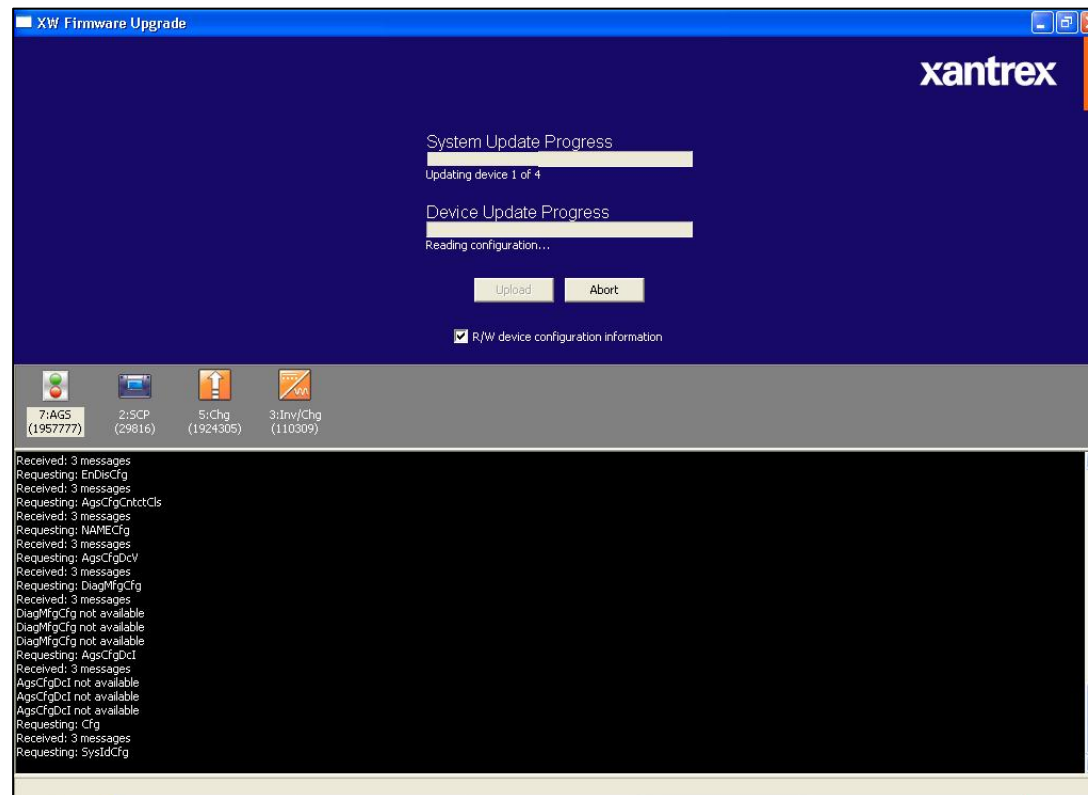 XW Firmware Upgrade
xantrex
System Update Progress
Updating device 1 of 4
Device Update Progress
Reading configuration...
Upload
Abort
R/W device configuration information
7:AGS
(1957777)
2:SCP
(29816)
5:Chg
(1924305)
3:Inv/Chg
(110309)
Received: 3 messages
Requesting: EnDisCfg
Received: 3 messages
Requesting: AgsCfgCntctCls
Received: 3 messages
Requesting: NAMECfg
Received: 3 messages
Requesting: AgsCfgDcV
Received: 3 messages
Requesting: DiagMfgCfg
Received: 3 messages
DiagMfgCfg not available
DiagMfgCfg not available
DiagMfgCfg not available
Requesting: AgsCfgDcI
Received: 3 messages
AgsCfgDcI not available
AgsCfgDcI not available
AgsCfgDcI not available
Requesting: Cfg
Received: 3 messages
Requesting: SysIdCfg